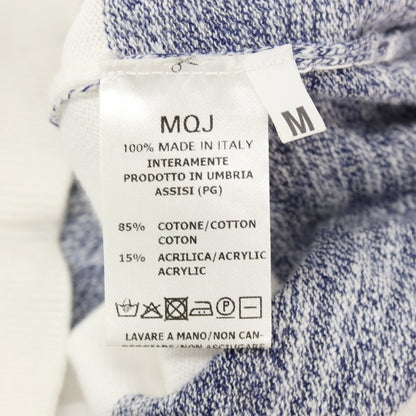 MQJ
100% MADE IN ITALY
INTERAMENTE
PRODOTTO IN UMBRIA
ASSISI (PG)
85% COTONE/COTTON
COTON
15% ACRILICA/ACRYLIC
ACRYLIC
P
LAVARE A MANO/NON CAN-
M